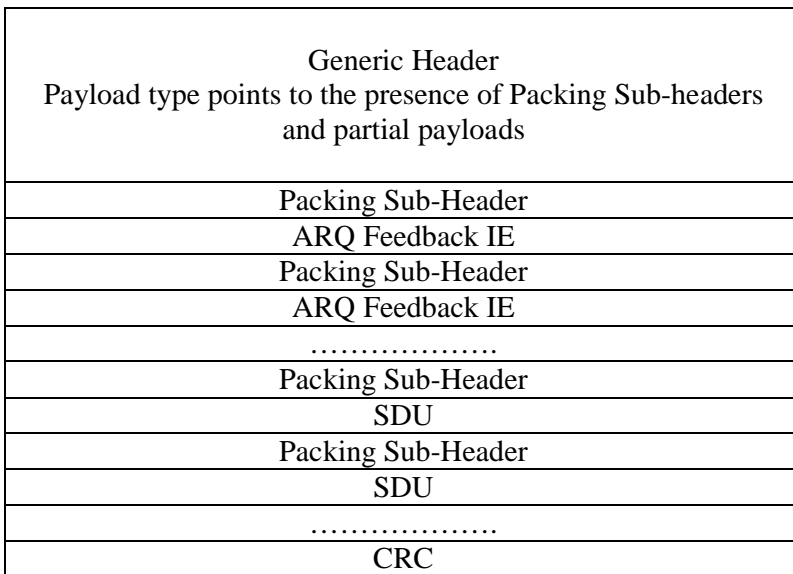 Generic Header
Payload type points to the presence of Packing Sub-headers
and partial payloads
Packing Sub-Header
ARQ Feedback IE
Packing Sub-Header
ARQ Feedback IE
……………….
Packing Sub-Header
SDU
Packing Sub-Header
SDU
……………….
CRC